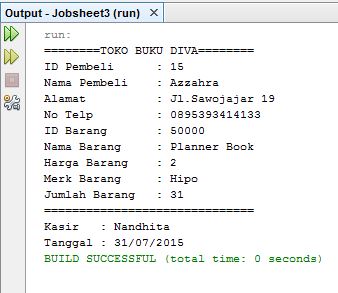 Output - Jobsheet3 (run) ×
run:
========TOKO BUKU DIVA========
ID Pembeli : 15
Nama Pembeli : Azzahra
Alamat : Jl.Sawojajar 19
No Telp : 0895393414133
ID Barang : 50000
Nama Barang : Planner Book
Harga Barang : 2
Merk Barang : Hipo
Jumlah Barang : 31
==============================
Kasir : Nandhita
Tanggal : 31/07/2015
BUILD SUCCESSFUL (total time: 0 seconds)